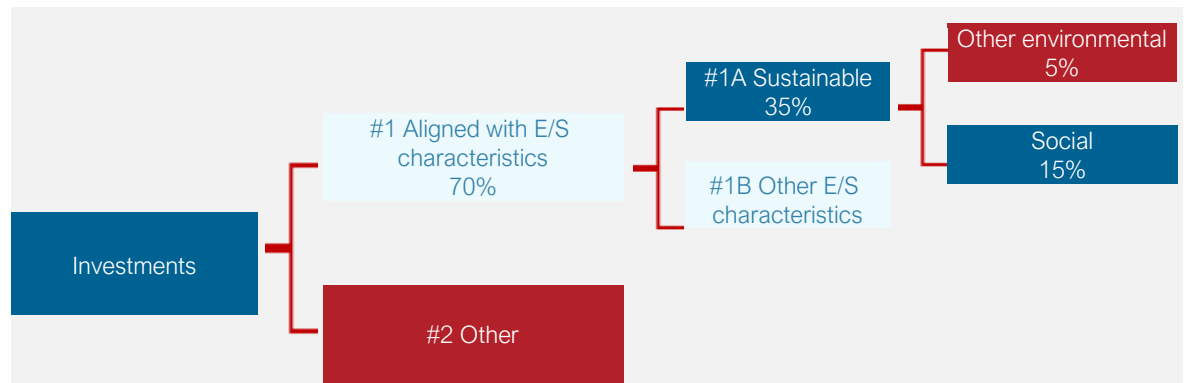 Other environmental
5%
#1A Sustainable
35%
#1 Aligned with E/S
characteristics
70%
Social
15%
#1B Other E/S
characteristics
Investments
#2 Other